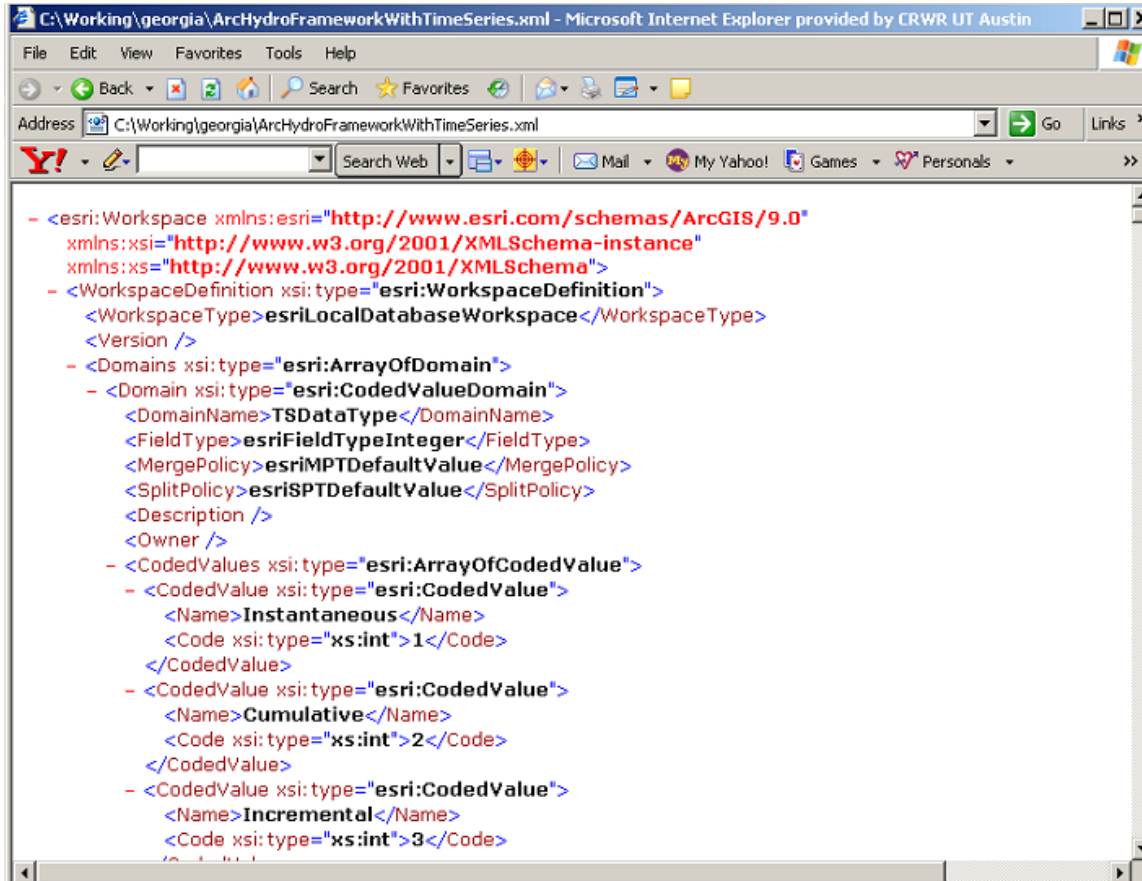 C:\Working\georgia\ArcHydroFrameworkWithTimeSeries.xml - Microsoft Internet Explorer provided by CRWR UT Austin
File Edit View Favorites Tools Help
Back Search Favorites
Address C:\Working\georgia\ArcHydroFrameworkWithTimeSeries.xml Go Links »
Y! Search Web Mail My My Yahoo! Games Personals »
- <esri:Workspace xmlns:esri="http://www.esri.com/schemas/ArcGIS/9.0"
xmlns:xsi="http://www.w3.org/2001/XMLSchema-instance"
xmlns:xs="http://www.w3.org/2001/XMLSchema">
- <WorkspaceDefinition xsi:type="esri:WorkspaceDefinition">
<WorkspaceType>esriLocalDatabaseWorkspace</WorkspaceType>
<Version />
- <Domains xsi:type="esri:ArrayOfDomain">
- <Domain xsi:type="esri:CodedValueDomain">
<DomainName>TSDataType</DomainName>
<FieldType>esriFieldTypeInteger</FieldType>
<MergePolicy>esriMPTDefaultValue</MergePolicy>
<SplitPolicy>esriSPTDefaultValue</SplitPolicy>
<Description />
<Owner />
- <CodedValues xsi:type="esri:ArrayOfCodedValue">
- <CodedValue xsi:type="esri:CodedValue">
<Name>Instantaneous</Name>
<Code xsi:type="xs:int">1</Code>
</CodedValue>
- <CodedValue xsi:type="esri:CodedValue">
<Name>Cumulative</Name>
<Code xsi:type="xs:int">2</Code>
</CodedValue>
- <CodedValue xsi:type="esri:CodedValue">
<Name>Incremental</Name>
<Code xsi:type="xs:int">3</Code>